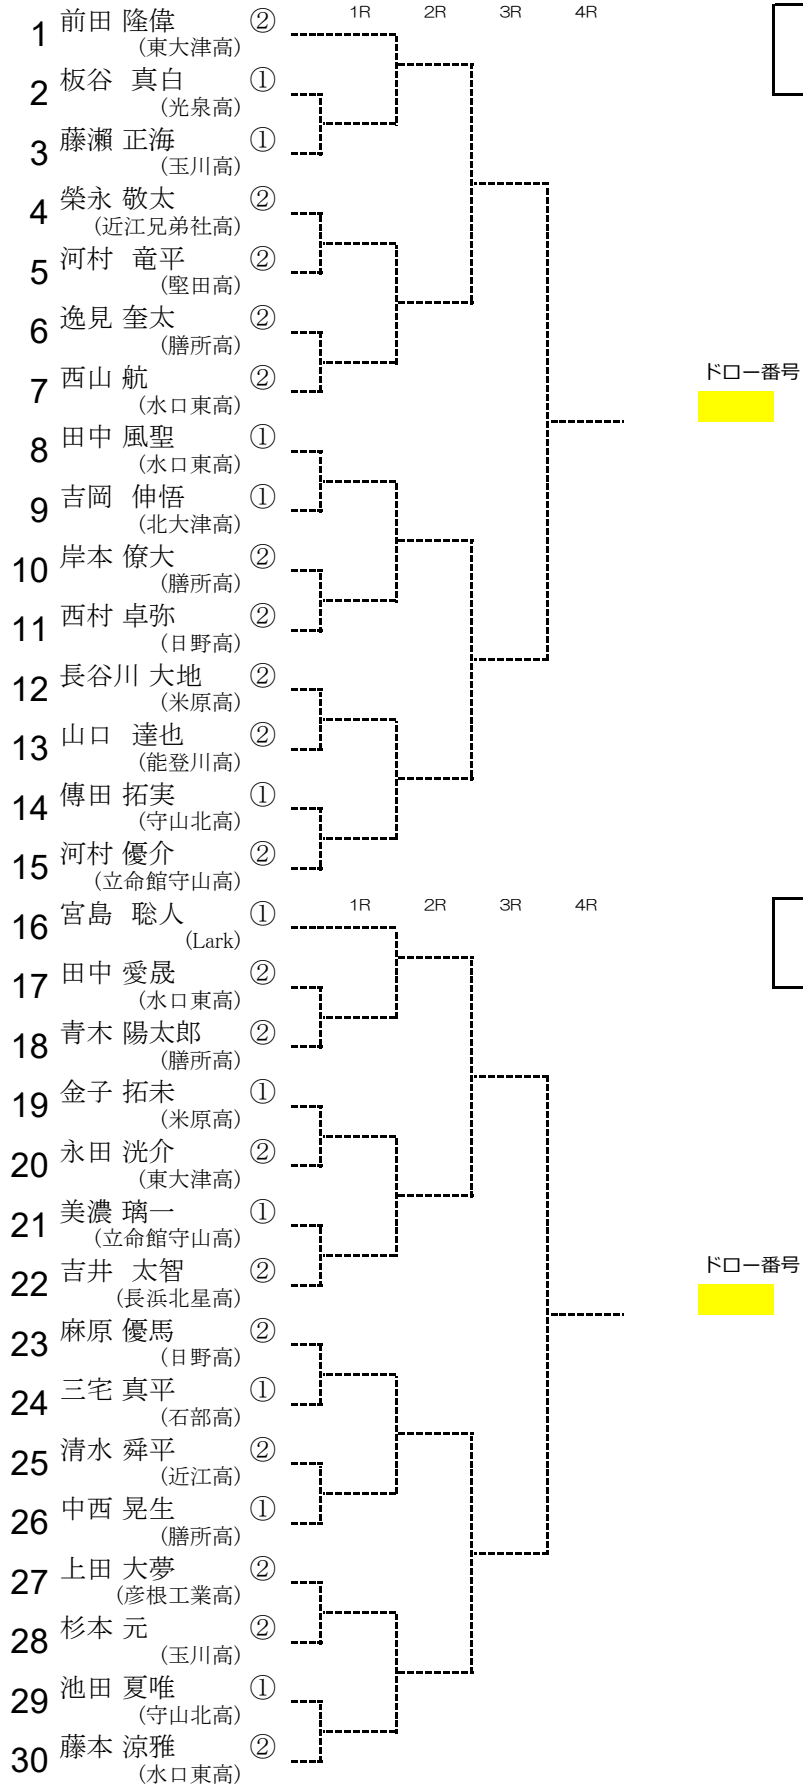 1R 2R 3R 4R
1 前田 隆偉 ②
(東大津高)
2 板谷 真白 ①
(光泉高)
3 藤瀬 正海 ①
(玉川高)
4 榮永 敬太 ②
(近江兄弟社高)
5 河村 竜平 ②
(堅田高)
6 逸見 奎太 ②
(膳所高)
7 西山 航 ②
(水口東高)
ドロー番号
8 田中 風聖 ①
(水口東高)
9 吉岡 伸悟 ①
(北大津高)
10 岸本 僚大 ②
(膳所高)
11 西村 卓弥 ②
(日野高)
12 長谷川 大地 ②
(米原高)
13 山口 達也 ②
(能登川高)
14 傳田 拓実 ①
(守山北高)
15 河村 優介 ②
(立命館守山高)
1R 2R 3R 4R
16 宮島 聡人 ①
(Lark)
17 田中 愛晟 ②
(水口東高)
18 青木 陽太郎 ②
(膳所高)
19 金子 拓未 ①
(米原高)
20 永田 洸介 ②
(東大津高)
21 美濃 璃一 ①
(立命館守山高)
22 吉井 太智 ②
(長浜北星高)
ドロー番号
23 麻原 優馬 ②
(日野高)
24 三宅 真平 ①
(石部高)
25 清水 舜平 ②
(近江高)
26 中西 晃生 ①
(膳所高)
27 上田 大夢 ②
(彦根工業高)
28 杉本 元 ②
(玉川高)
29 池田 夏唯 ①
(守山北高)
30 藤本 涼雅 ②
(水口東高)